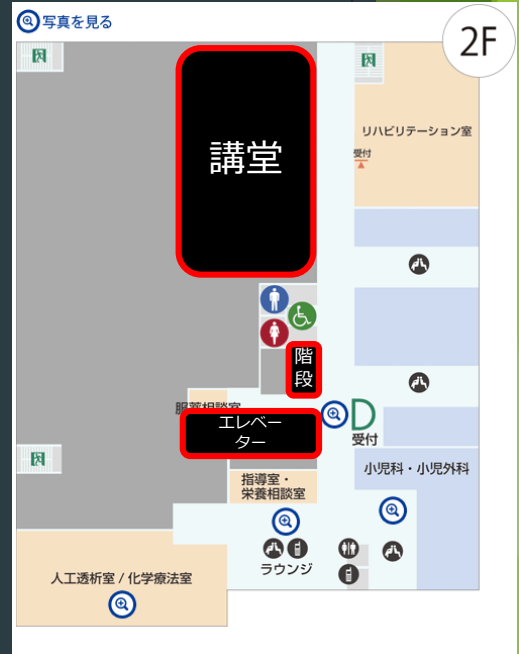 写真を見る
2F
講堂
リハビリテーション室
受付
階
段
服薬相談室
エレベー
ター
D
受付
小児科・小児外科
指導室・
栄養相談室
ラウンジ
人工透析室 / 化学療法室